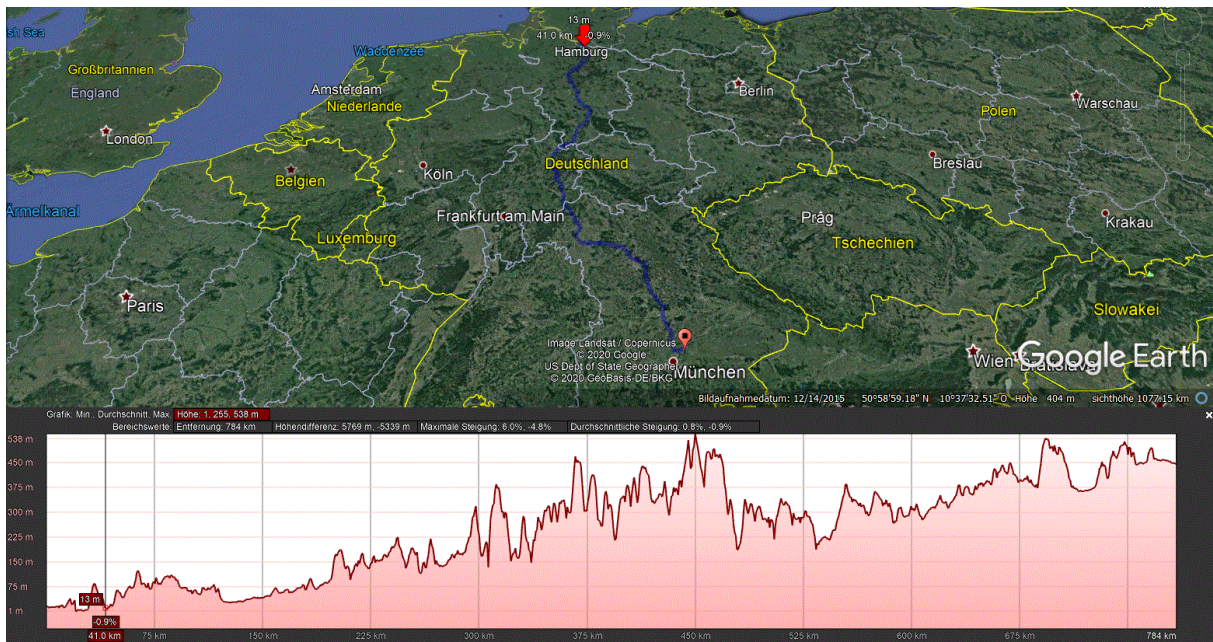 13 m
41.0 km -0.9%
Hamburg
Waddenzee
Großbritannien
England
Amsterdam
Niederlande
Berlin
Warschau
Polen
London
Deutschland
Breslau
Köln
Belgien
Ärmelkanal
Frankfurt am Main
Krakau
Luxemburg
Tschechien
Paris
Slowakei
Image Landsat / Copernicus
© 2020 Google
US Dept of State Geographer
© 2020 GeoBasis-DE/BKG
München
Wien
Google Earth
Bildaufnahmedatum: 12/14/2015 50°58'59.18" N 10°37'32.51" O Höhe 404 m sichthöhe 1077.15 km
Grafik: Min., Durchschnitt, Max. Höhe: 1, 255, 538 m
Bereichswerte: Entfernung: 784 km Höhendifferenz: 5769 m, -5339 m Maximale Steigung: 6.0%, -4.8% Durchschnittliche Steigung: 0.8%, -0.9%
538 m
450 m
375 m
300 m
225 m
150 m
75 m
1 m
13 m
-0.9%
41.0 km 75 km 150 km 225 km 300 km 375 km 450 km 525 km 600 km 675 km 784 km